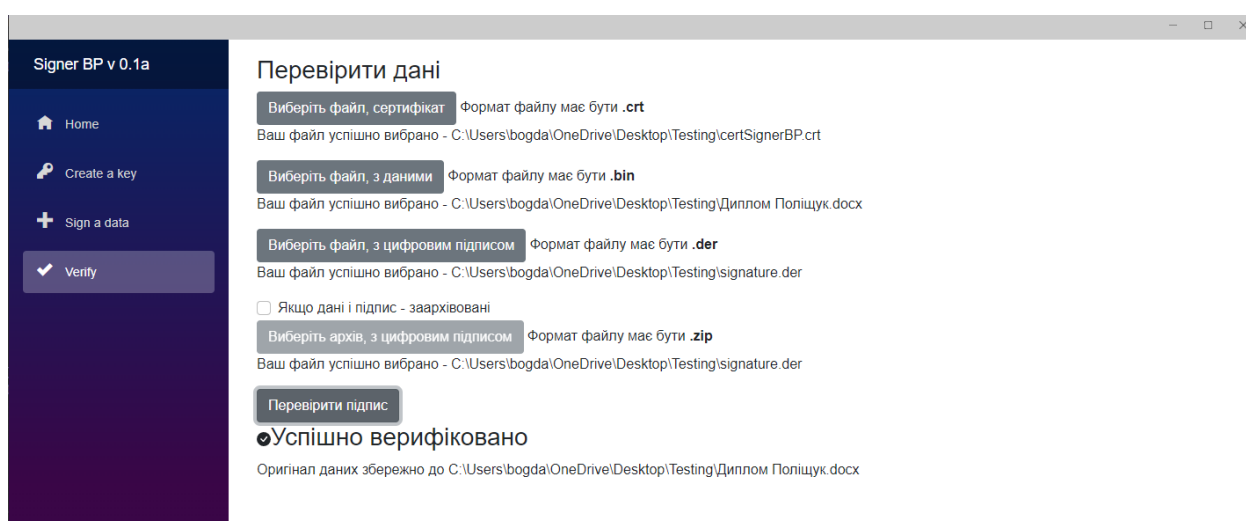 Signer BP v 0.1a
Home
Create a key
Sign a data
Verify
Перевірити дані
Виберіть файл, сертифікат Формат файлу має бути .crt
Ваш файл успішно вибрано - C:\Users\bogda\OneDrive\Desktop\Testing\certSignerBP.crt
Виберіть файл, з даними Формат файлу має бути .bin
Ваш файл успішно вибрано - C:\Users\bogda\OneDrive\Desktop\Testing\Диплом Поліщук.docx
Виберіть файл, з цифровим підписом Формат файлу має бути .der
Ваш файл успішно вибрано - C:\Users\bogda\OneDrive\Desktop\Testing\signature.der
Якщо дані і підпис - заархівовані
Виберіть архів, з цифровим підписом Формат файлу має бути .zip
Ваш файл успішно вибрано - C:\Users\bogda\OneDrive\Desktop\Testing\signature.der
Перевірити підпис
Успішно верифіковано
Оригінал даних збережно до C:\Users\bogda\OneDrive\Desktop\Testing\Диплом Поліщук.docx